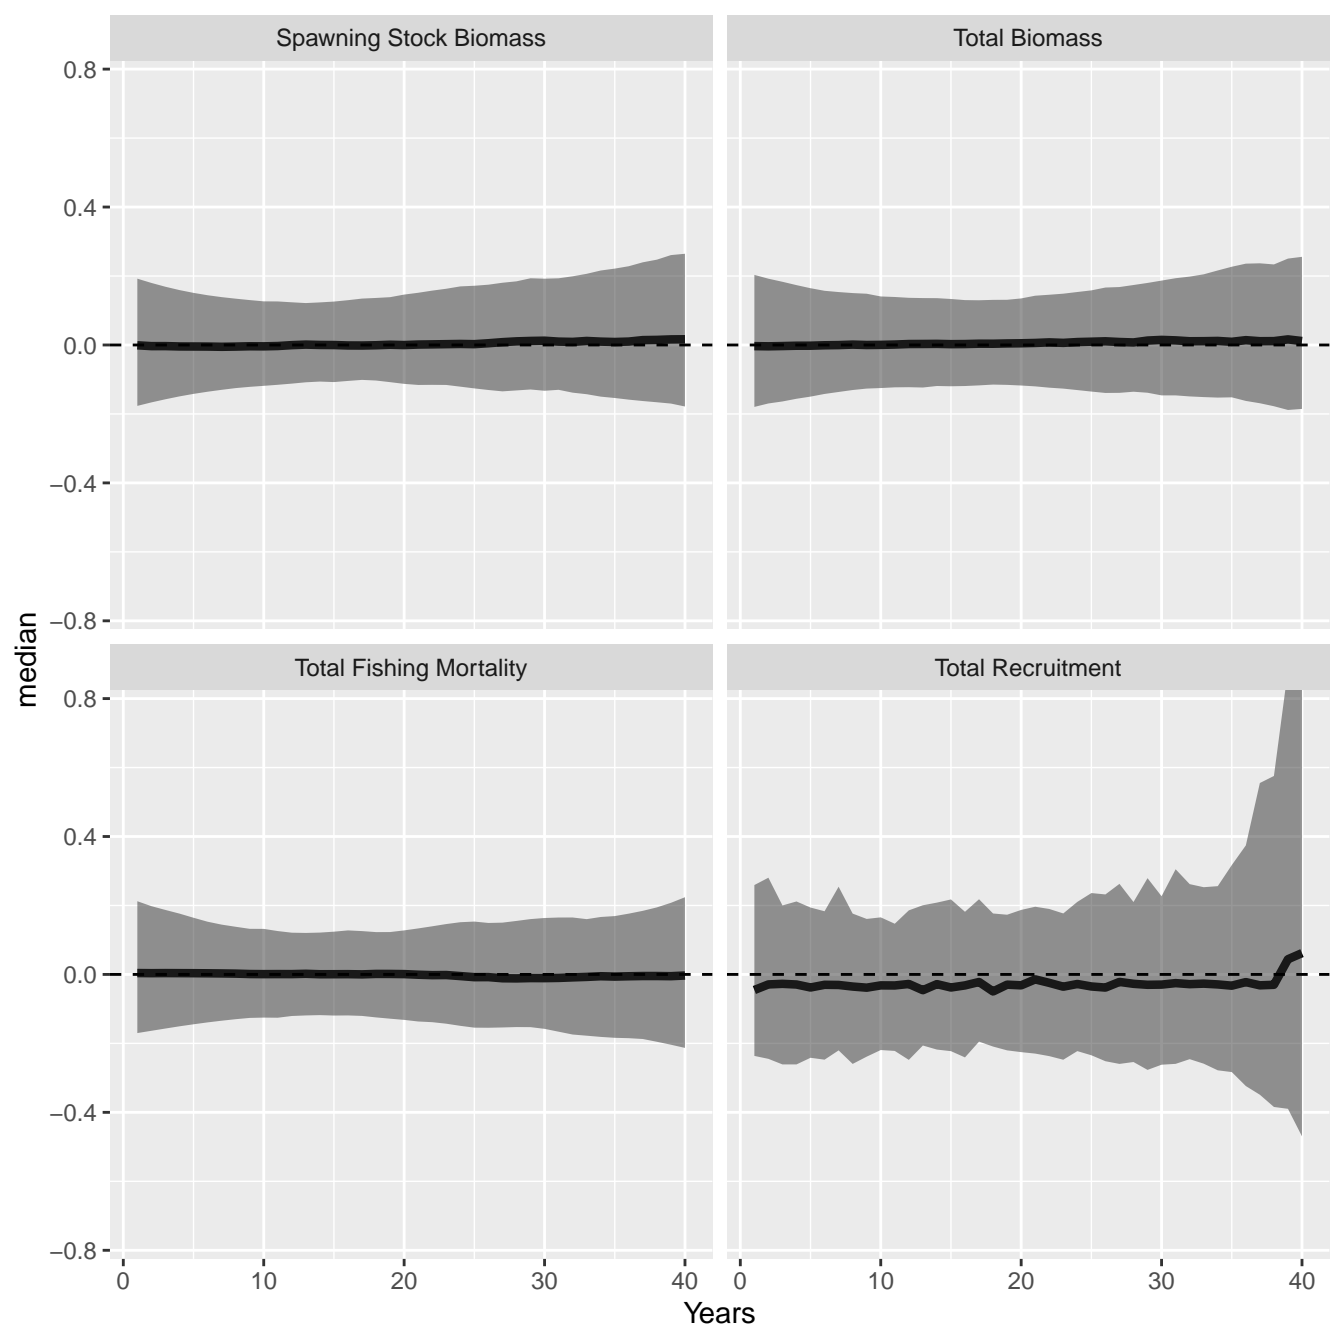 Spawning Stock Biomass
Total Biomass
0.8
0.4
0.0
−0.4
−0.8
median
Total Fishing Mortality
Total Recruitment
0.8
0.4
0.0
−0.4
−0.8
0 10 20 30 40
0 10 20 30 40
Years